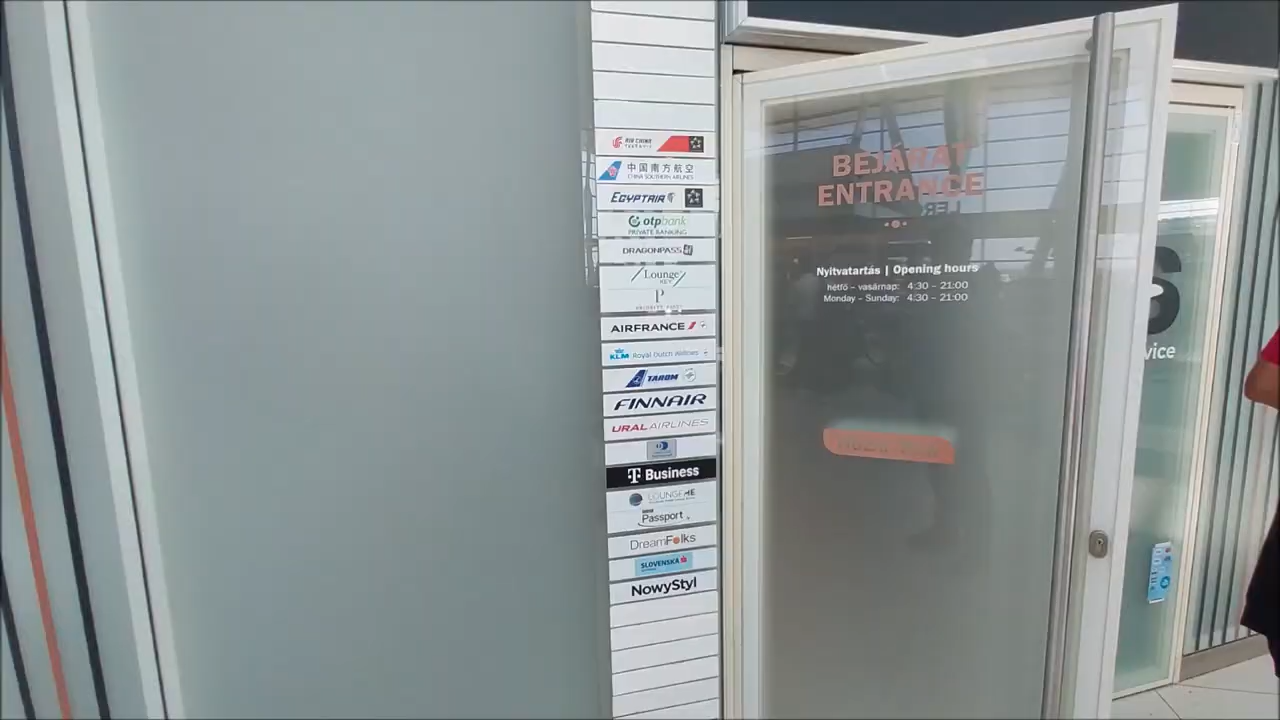 AIR CHINA
中国南方航空
CHINA SOUTHERN AIRLINES
EGYPTAIR
otpbank
PRIVATE BANKING
DRAGONPASS
Lounge
KEY
P
PRIORITY PASS
AIRFRANCE
KLM Royal Dutch Airlines
TAROM
FINNAIR
URAL AIRLINES
T Business
LOUNGEME
Passport
DreamFolks
SLOVENSKÁ
NowyStyl
BEJÁRAT
ENTRANCE
Nyitvatartás | Opening hours
hétfő – vasárnap: 4:30 – 21:00
Monday – Sunday: 4:30 – 21:00
vice